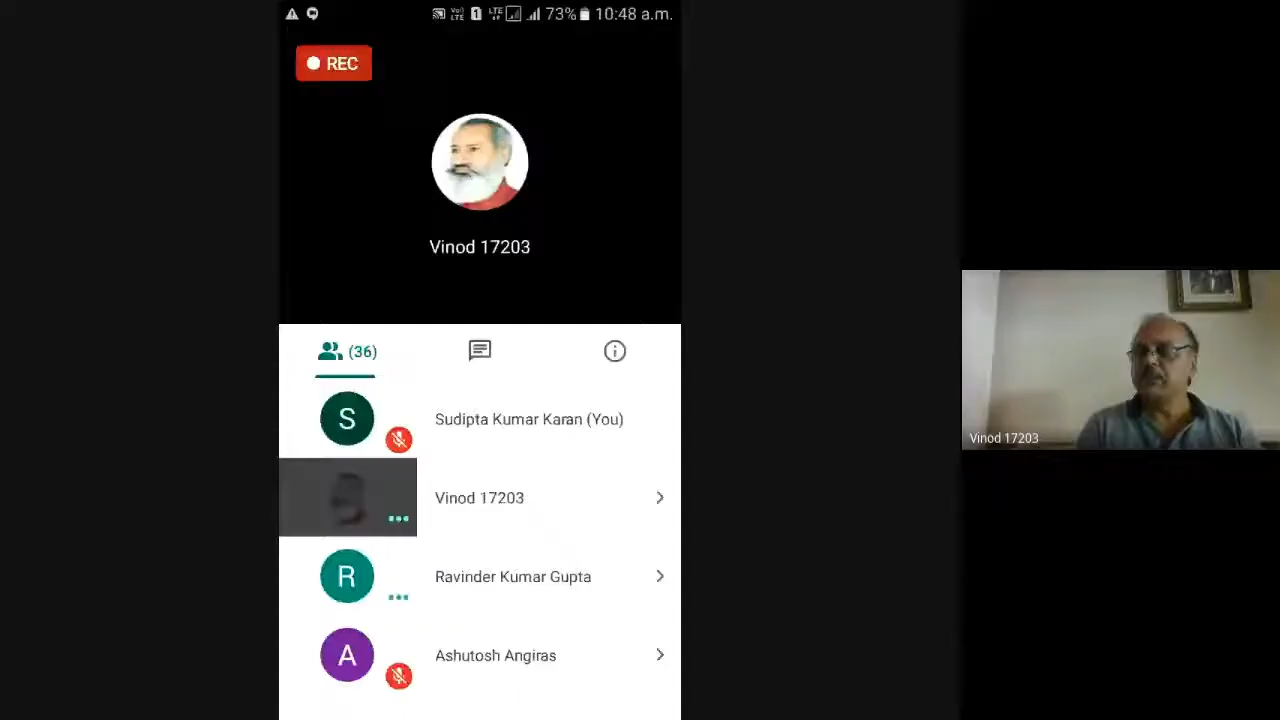 1 73% 10:48 a.m.
REC
Vinod 17203
(36)
S Sudipta Kumar Karan (You)
Vinod 17203
R Ravinder Kumar Gupta
A Ashutosh Angiras
Vinod 17203